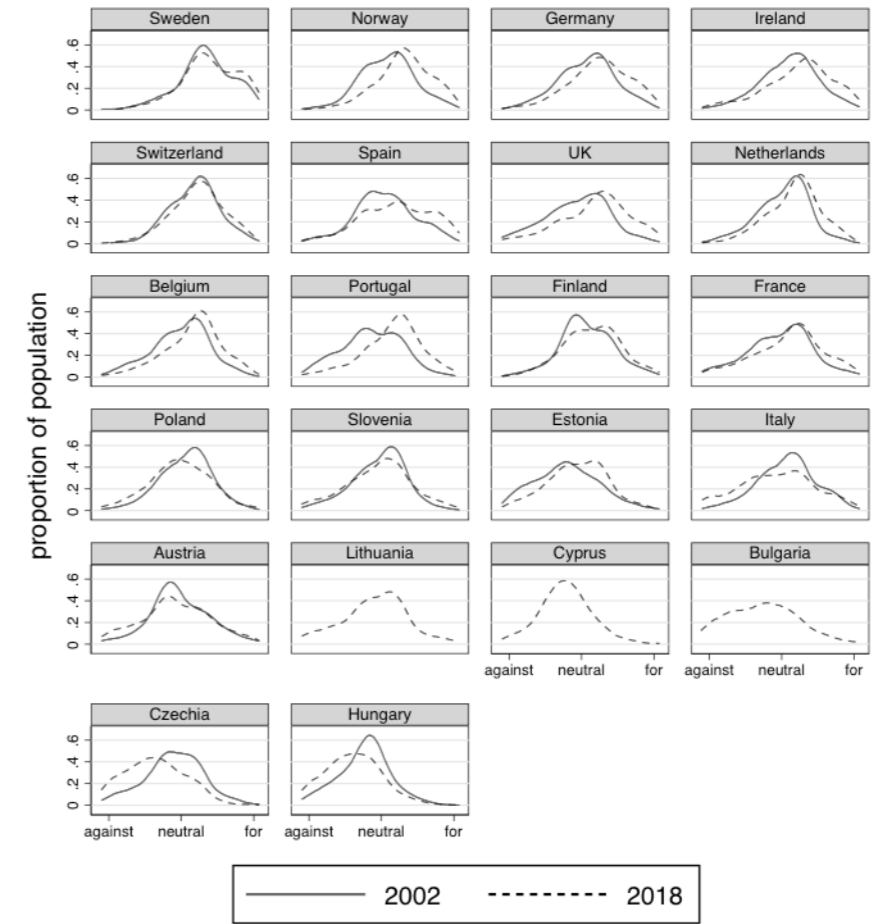 proportion of population
Sweden Norway Germany Ireland
.6
.4
.2
0
Switzerland Spain UK Netherlands
.6
.4
.2
0
Belgium Portugal Finland France
.6
.4
.2
0
Poland Slovenia Estonia Italy
.6
.4
.2
0
Austria Lithuania Cyprus Bulgaria
.6
.4
.2
0
against neutral for against neutral for
Czechia Hungary
.6
.4
.2
0
against neutral for against neutral for
2002 2018